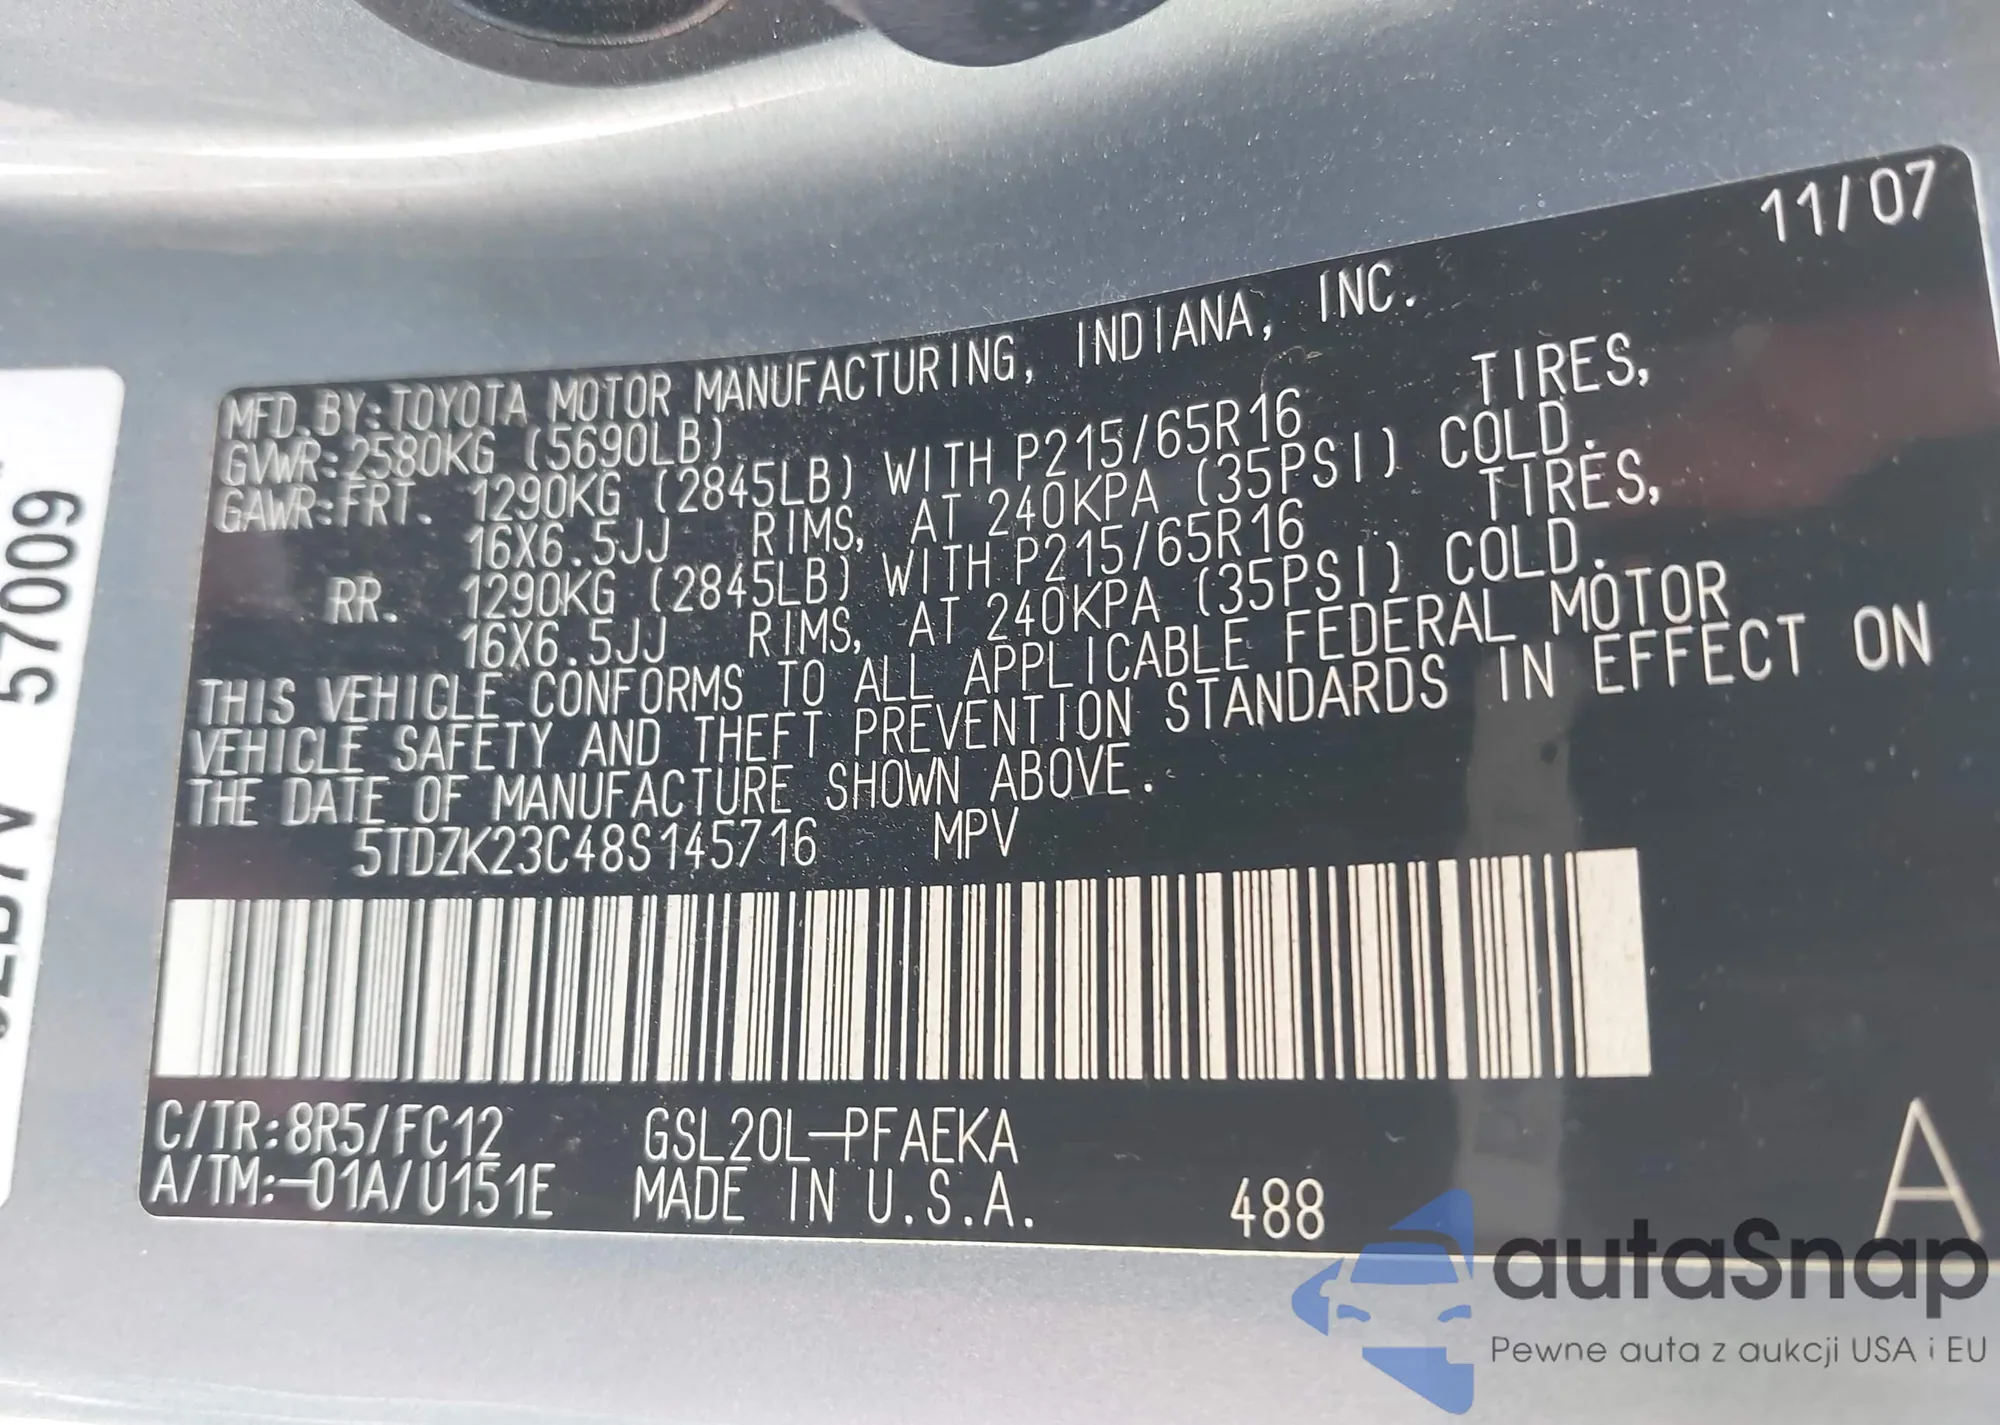 11/07
MFD. BY: TOYOTA MOTOR MANUFACTURING, INDIANA, INC.
GVWR: 2580KG (5690LB)
GAWR: FRT. 1290KG (2845LB) WITH P215/65R16 TIRES,
16X6.5JJ RIMS, AT 240KPA (35PSI) COLD.
RR. 1290KG (2845LB) WITH P215/65R16 TIRES,
16X6.5JJ RIMS, AT 240KPA (35PSI) COLD.
THIS VEHICLE CONFORMS TO ALL APPLICABLE FEDERAL MOTOR
VEHICLE SAFETY AND THEFT PREVENTION STANDARDS IN EFFECT ON
THE DATE OF MANUFACTURE SHOWN ABOVE.
5TDZK23C48S145716 MPV
C/TR: 8R5/FC12 GSL20L-PFAEKA
A/TM:-01A/U151E MADE IN U.S.A. 488
A
57009
autaSnap
Pewne auta z aukcji USA i EU